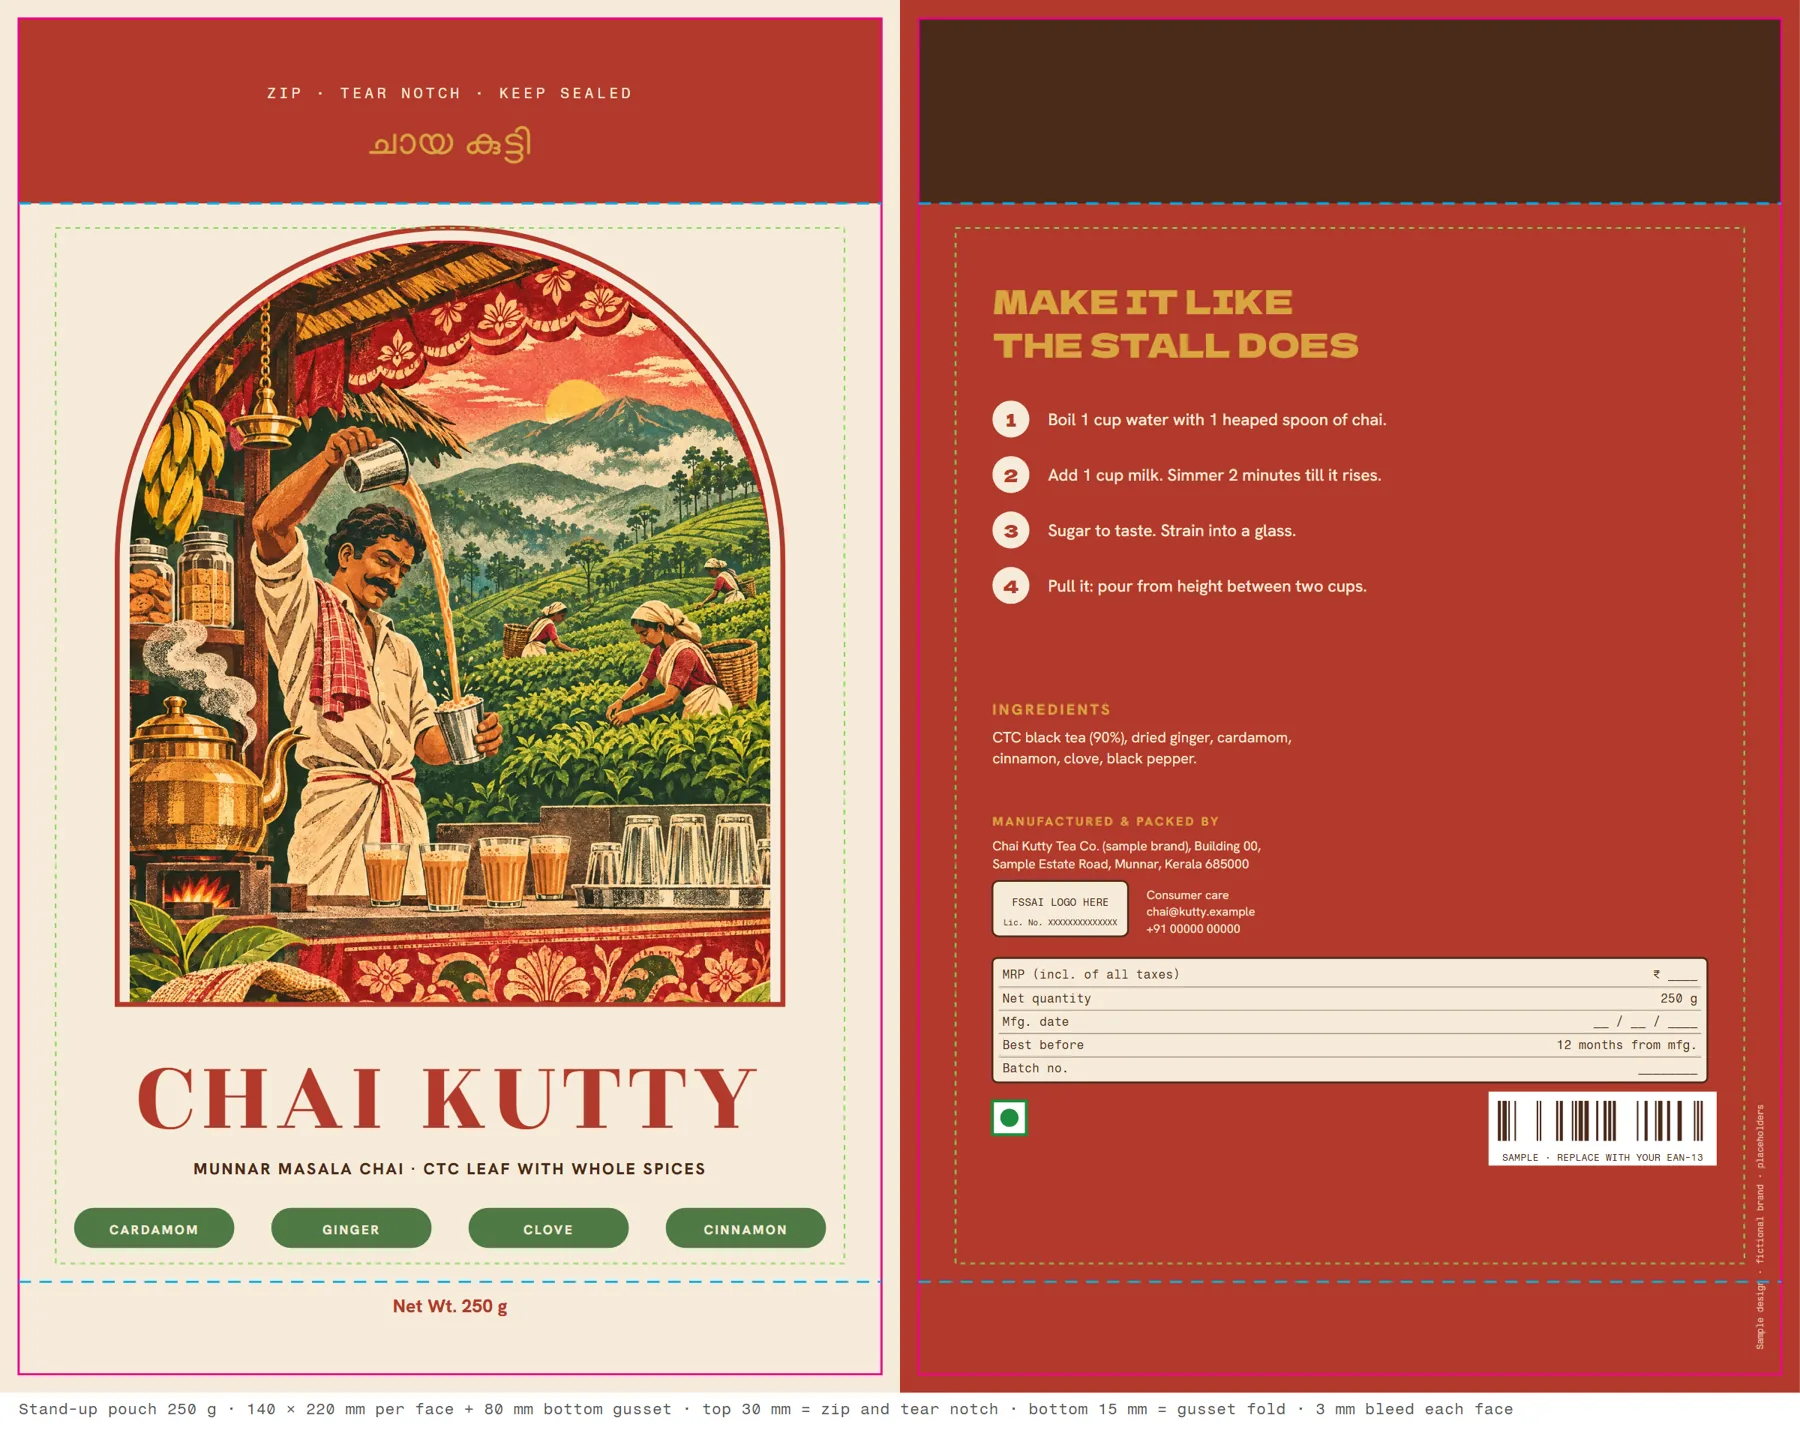 ZIP · TEAR NOTCH · KEEP SEALED
ചായ കുട്ടി
CHAI KUTTY
MUNNAR MASALA CHAI · CTC LEAF WITH WHOLE SPICES
CARDAMOM
GINGER
CLOVE
CINNAMON
Net Wt. 250 g
MAKE IT LIKE
THE STALL DOES
1 Boil 1 cup water with 1 heaped spoon of chai.
2 Add 1 cup milk. Simmer 2 minutes till it rises.
3 Sugar to taste. Strain into a glass.
4 Pull it: pour from height between two cups.
INGREDIENTS
CTC black tea (90%), dried ginger, cardamom,
cinnamon, clove, black pepper.
MANUFACTURED & PACKED BY
Chai Kutty Tea Co. (sample brand), Building 00,
Sample Estate Road, Munnar, Kerala 685000
FSSAI LOGO HERE
Lic. No. XXXXXXXXXXXXXX
Consumer care
chai@kutty.example
+91 00000 00000
MRP (incl. of all taxes) ₹ ____
Net quantity 250 g
Mfg. date __ / __ / ____
Best before 12 months from mfg.
Batch no. ________
SAMPLE · REPLACE WITH YOUR EAN-13
Sample design · fictional brand · placeholders
Stand-up pouch 250 g · 140 × 220 mm per face + 80 mm bottom gusset · top 30 mm = zip and tear notch · bottom 15 mm = gusset fold · 3 mm bleed each face